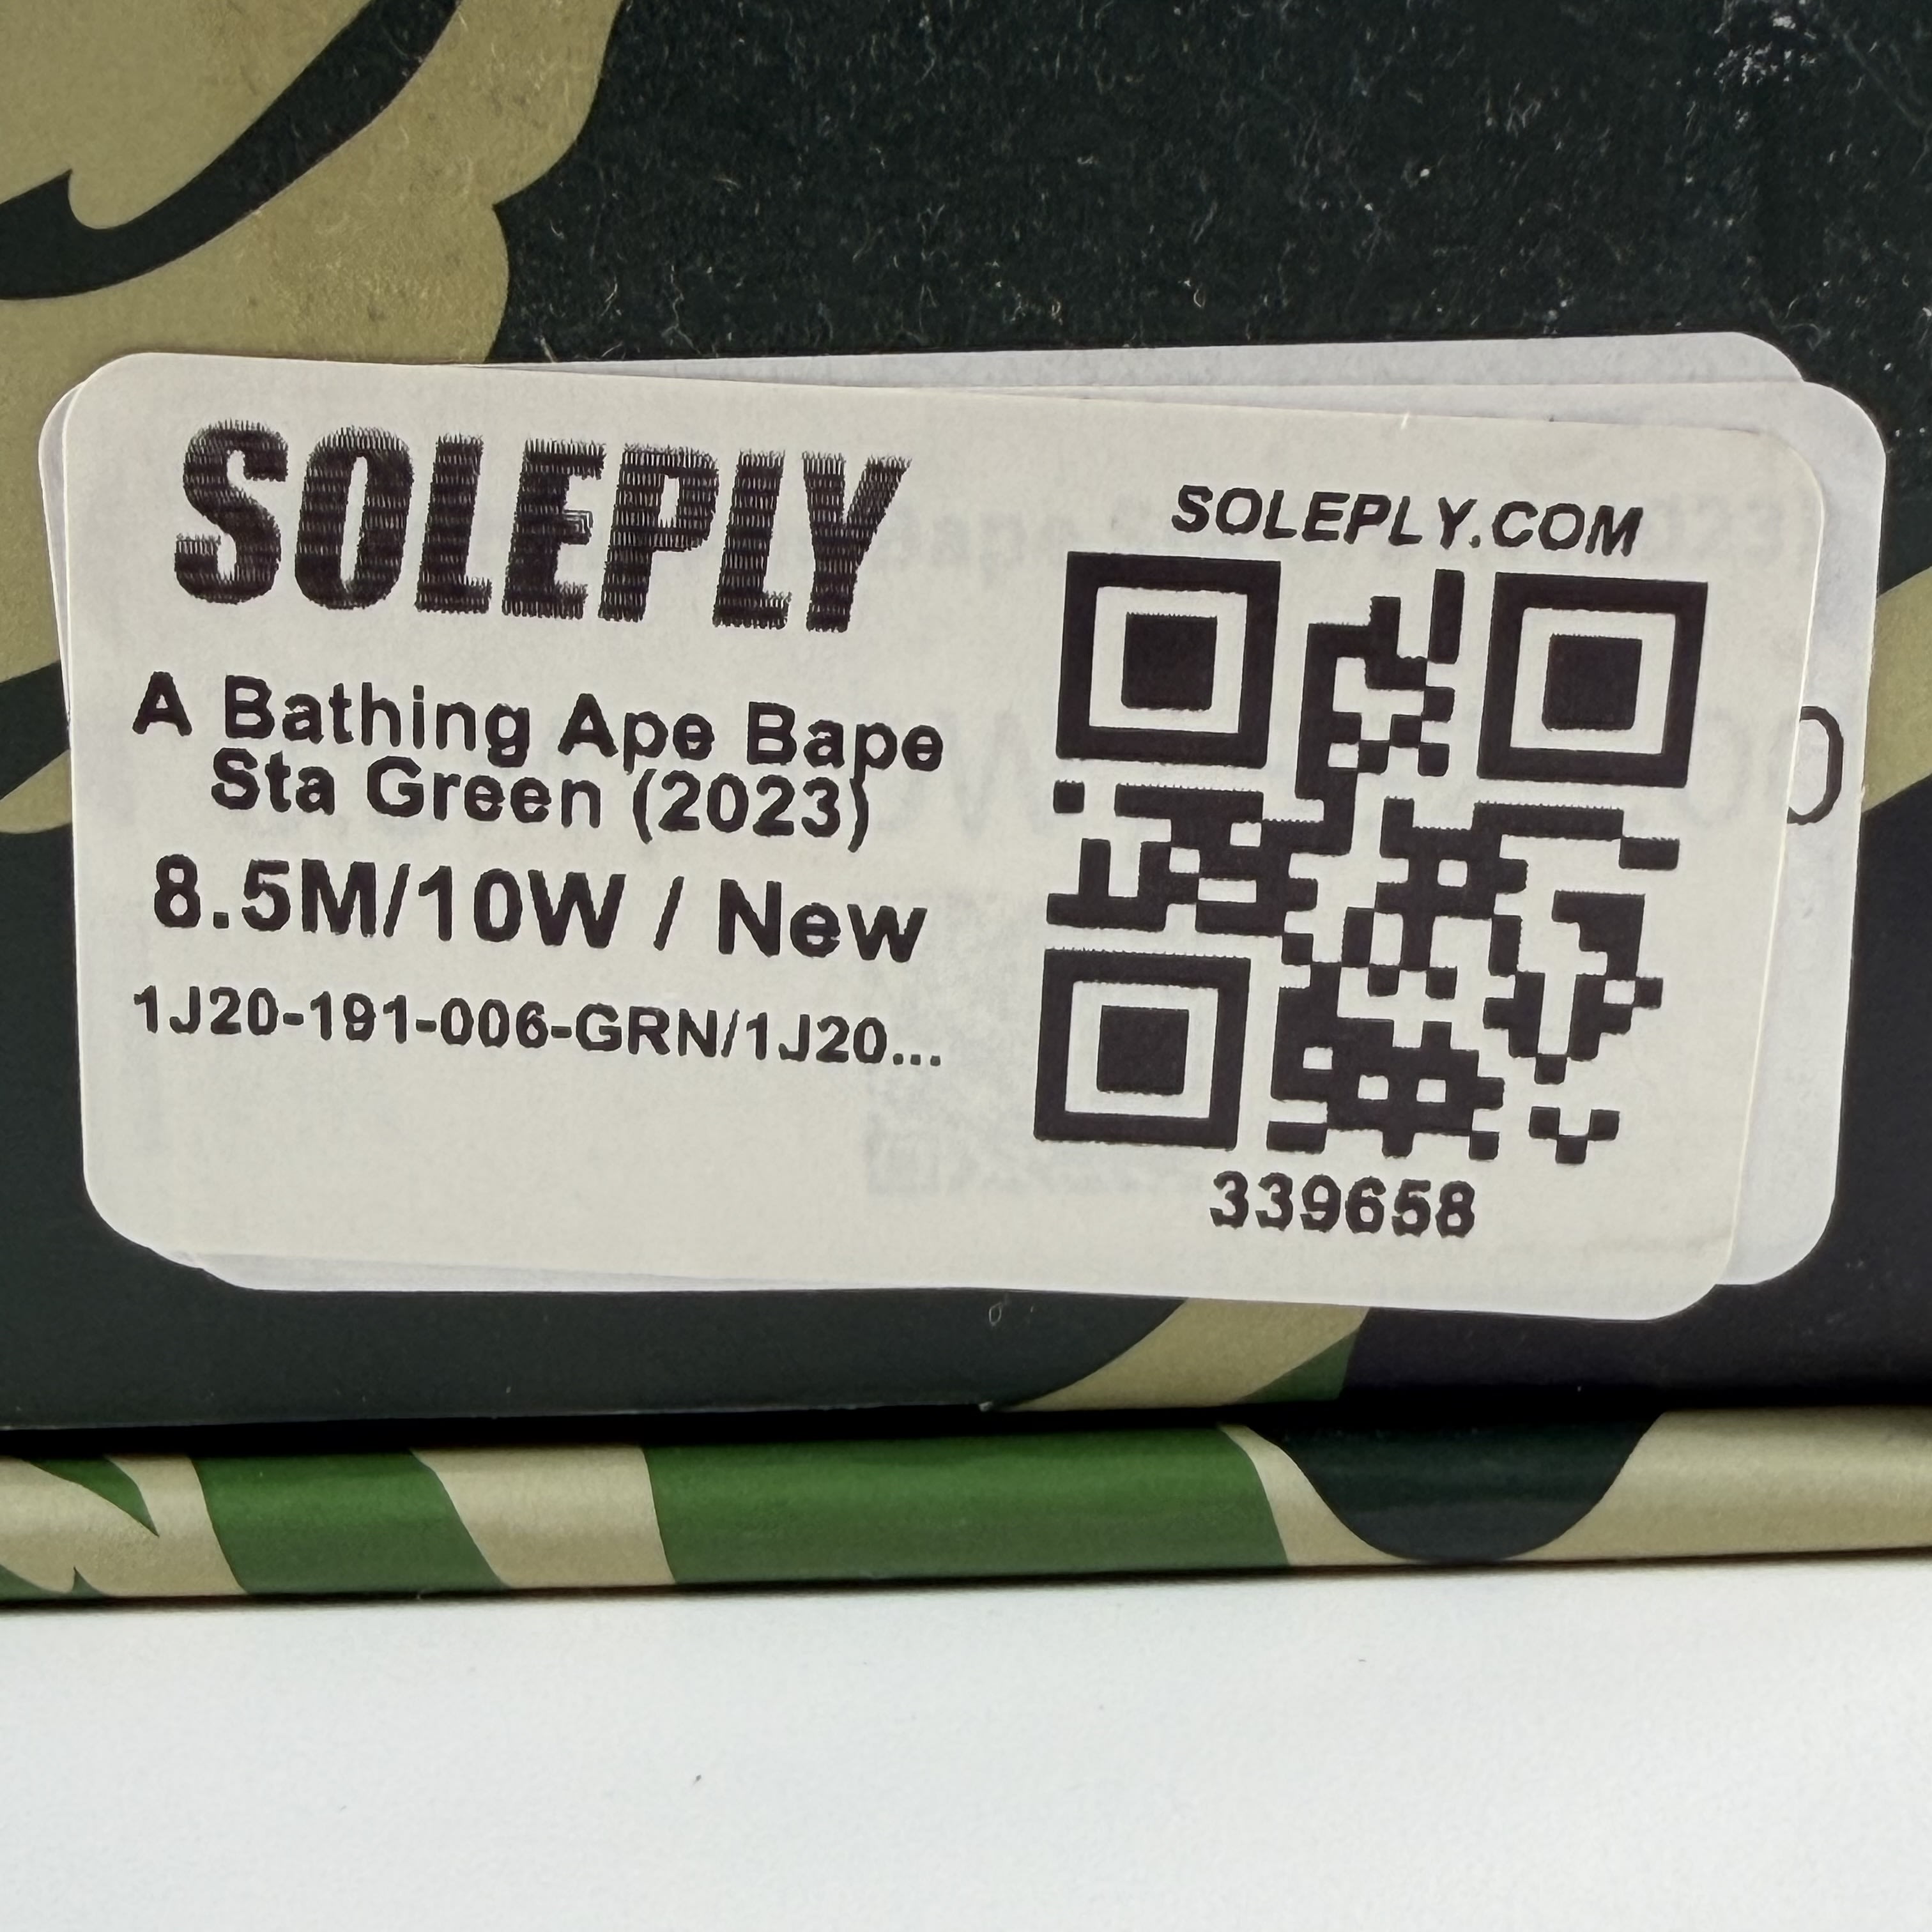 SOLEPLY
A Bathing Ape Bape
Sta Green (2023)
8.5M/10W / New
1J20-191-006-GRN/1J20...
SOLEPLY.COM
339658